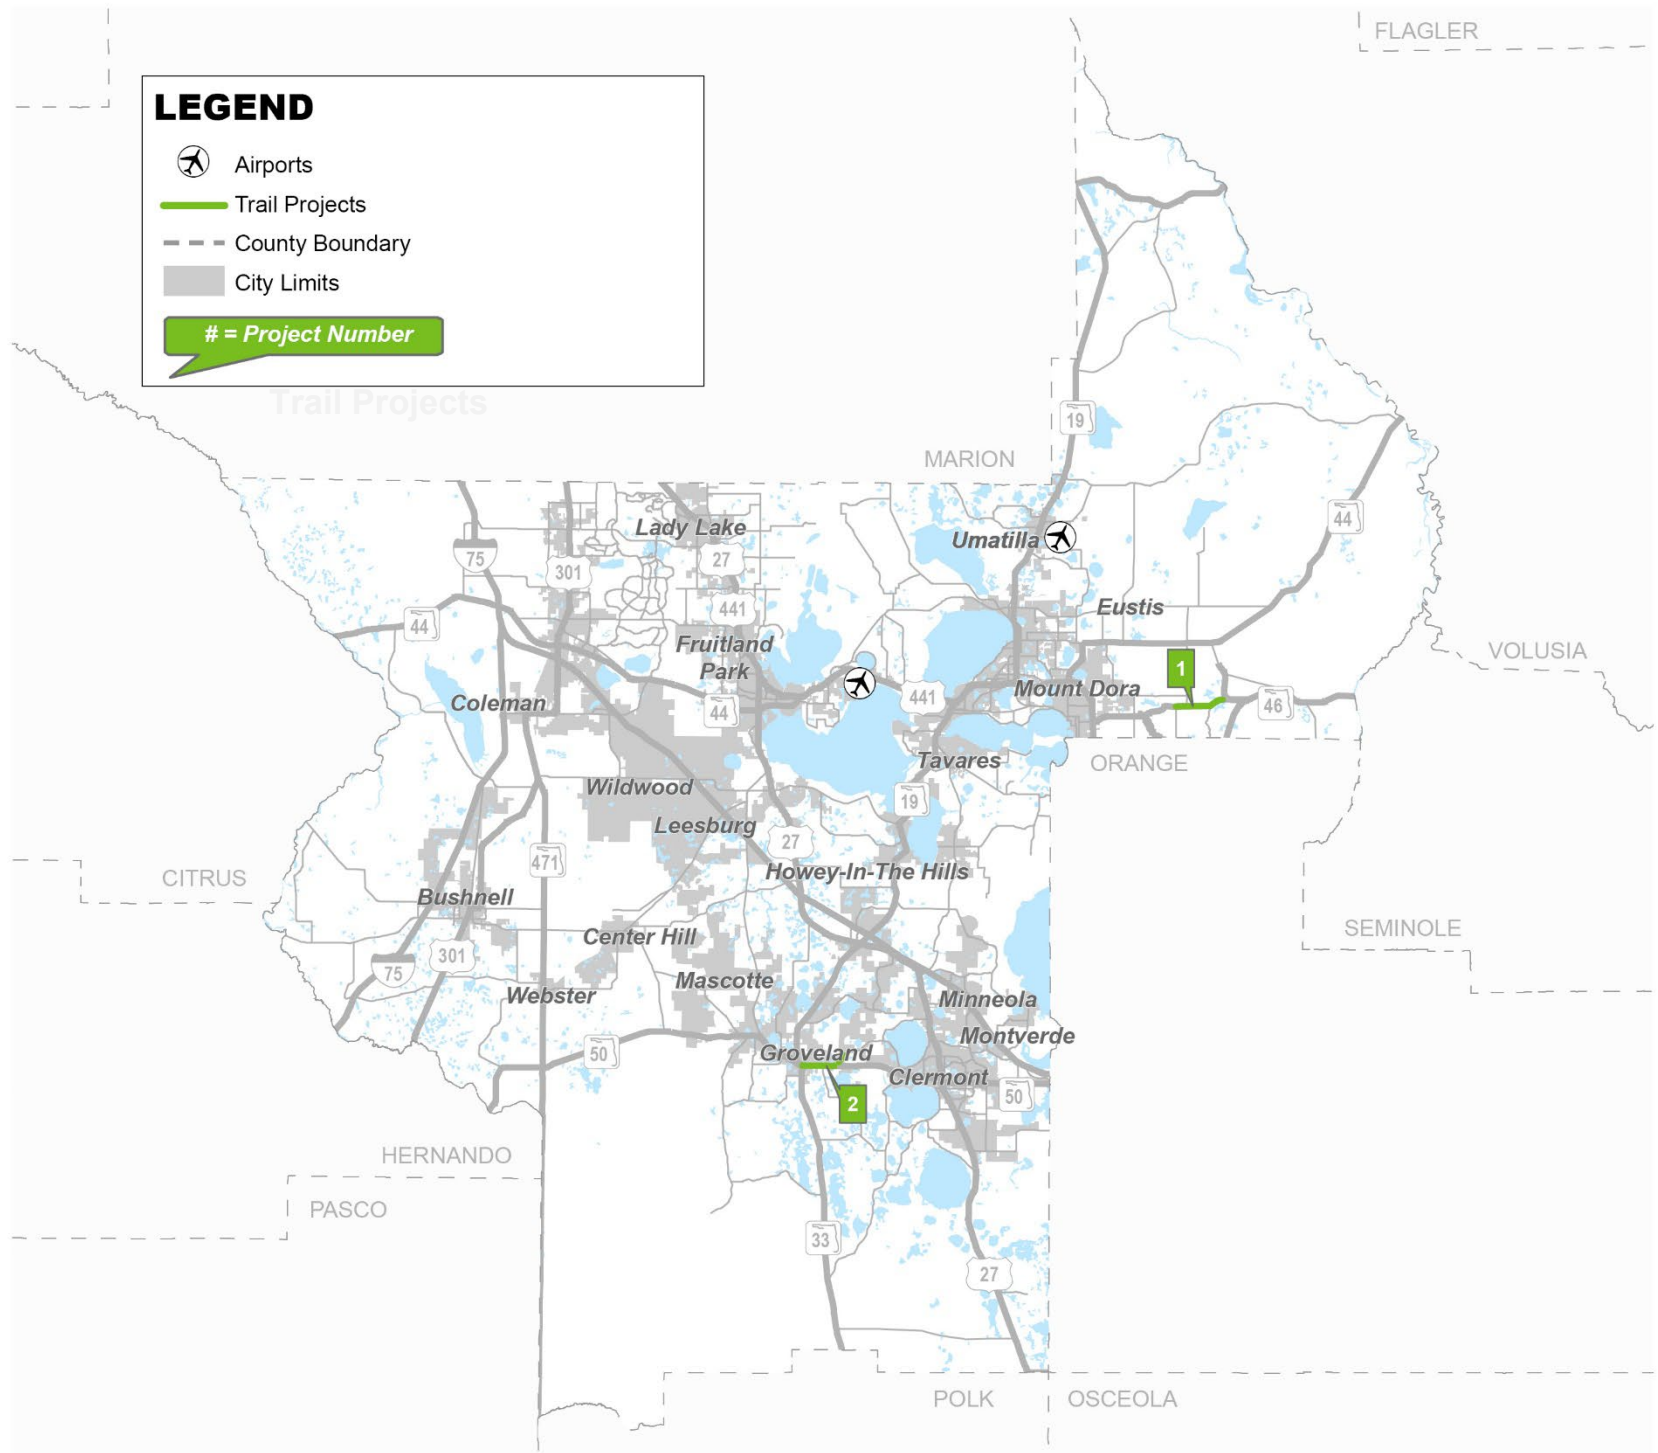 FLAGLER
LEGEND
Airports
Trail Projects
County Boundary
City Limits
# = Project Number
Trail Projects
19
MARION
44
Lady Lake
Umatilla
75
27
301
441
Eustis
44
Fruitland
Park
VOLUSIA
1
Mount Dora
441
Coleman
44
46
Tavares
ORANGE
Wildwood
19
Leesburg
27
471
Howey-In-The Hills
CITRUS
Bushnell
SEMINOLE
Center Hill
301
75
Mascotte
Webster
Minneola
Montverde
50
Groveland
Clermont
50
2
HERNANDO
PASCO
33
27
POLK
OSCEOLA